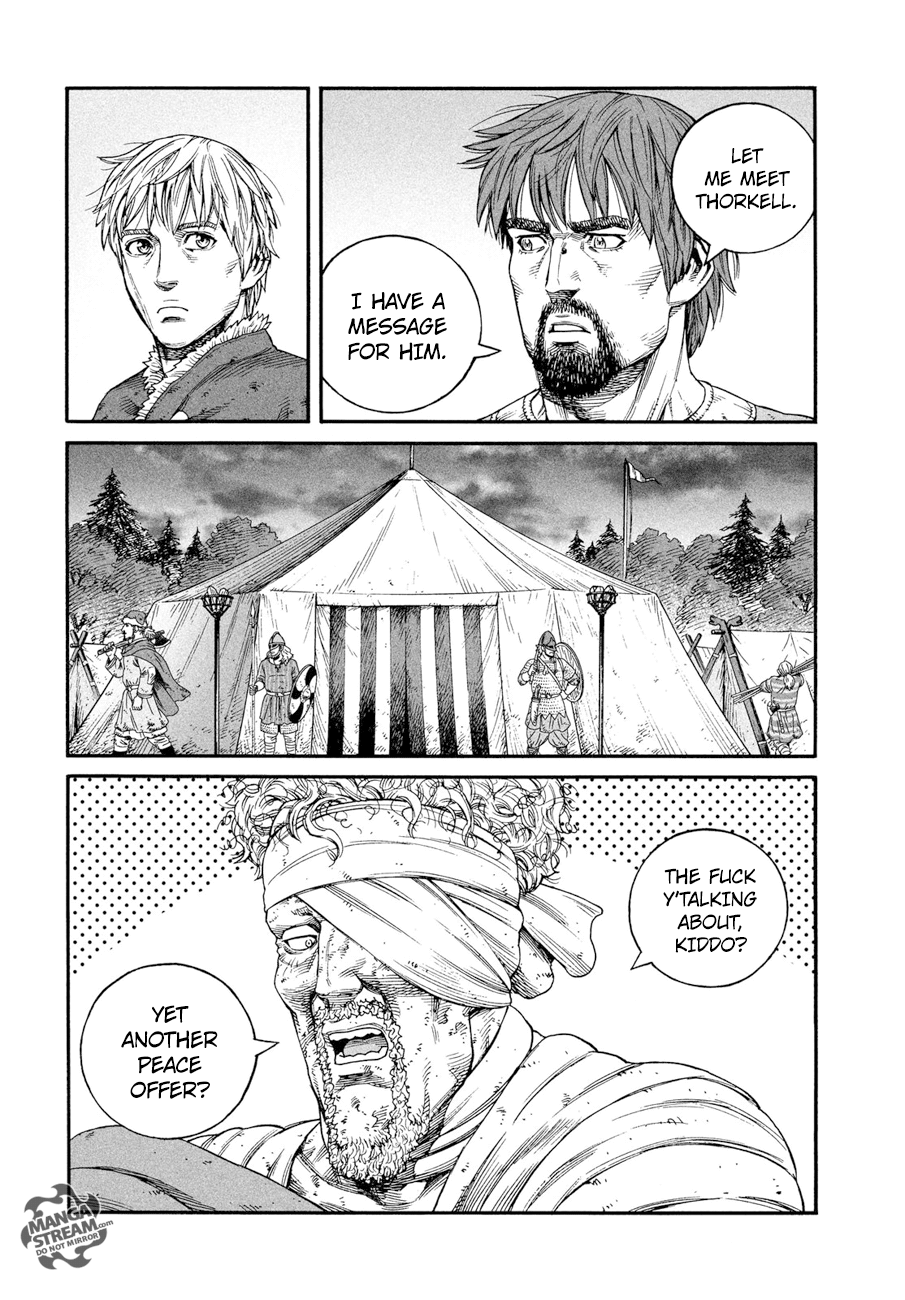 LET
ME MEET
THORKELL.
I HAVE A
MESSAGE
FOR HIM.
THE FUCK
Y'TALKING
ABOUT,
KIDDO?
YET
ANOTHER
PEACE
OFFER?
MANGA
STREAM.com
DO NOT MIRROR!